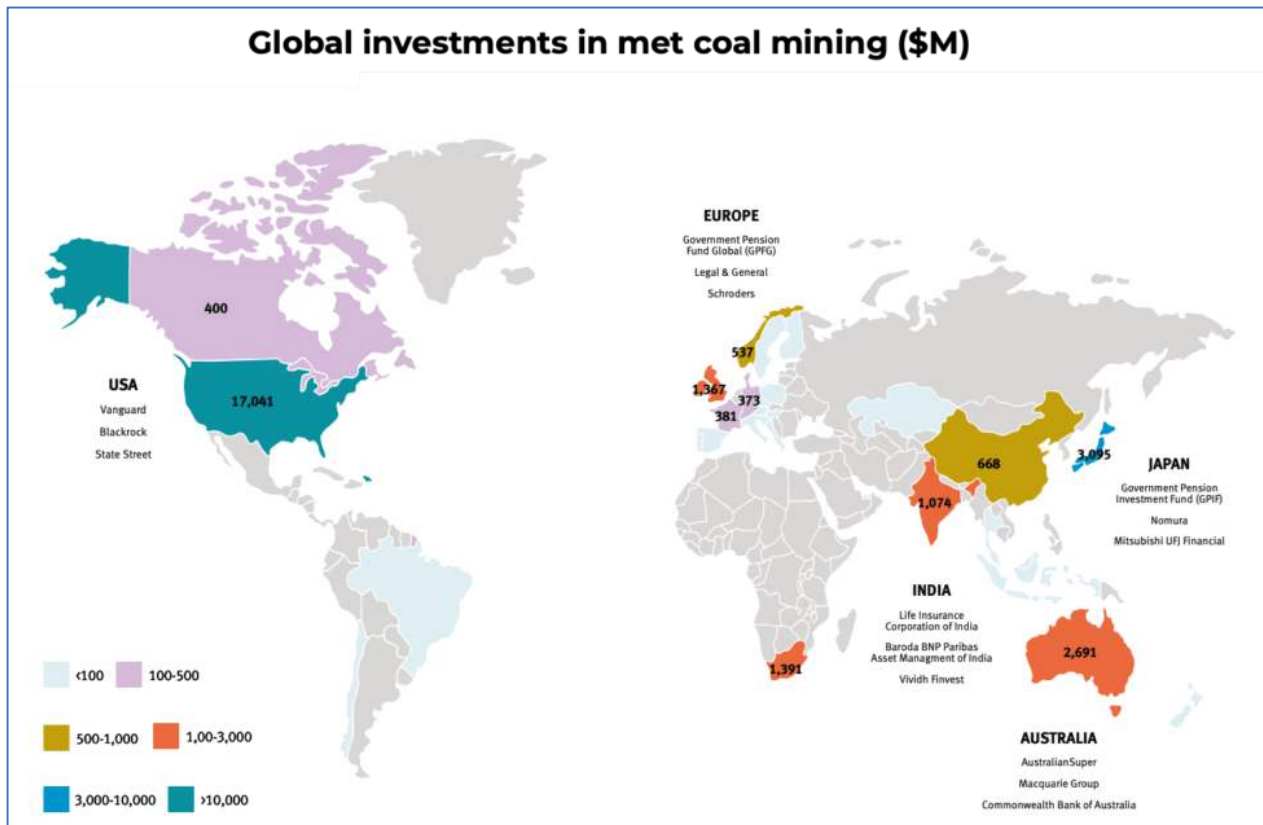 Global investments in met coal mining ($M)
EUROPE
Government Pension
Fund Global (GPFG)
Legal & General
Schroders
400
537
1,367
373
381
USA
Vanguard
Blackrock
State Street
17,041
668
3,095
1,074
JAPAN
Government Pension
Investment Fund (GPIF)
Nomura
Mitsubishi UFJ Financial
INDIA
Life Insurance
Corporation of India
Baroda BNP Paribas
Asset Managment of India
Vividh Finvest
1,391
2,691
AUSTRALIA
AustralianSuper
Macquarie Group
Commonwealth Bank of Australia
‹100
100-500
500-1,000
1,00-3,000
3,000-10,000
›10,000